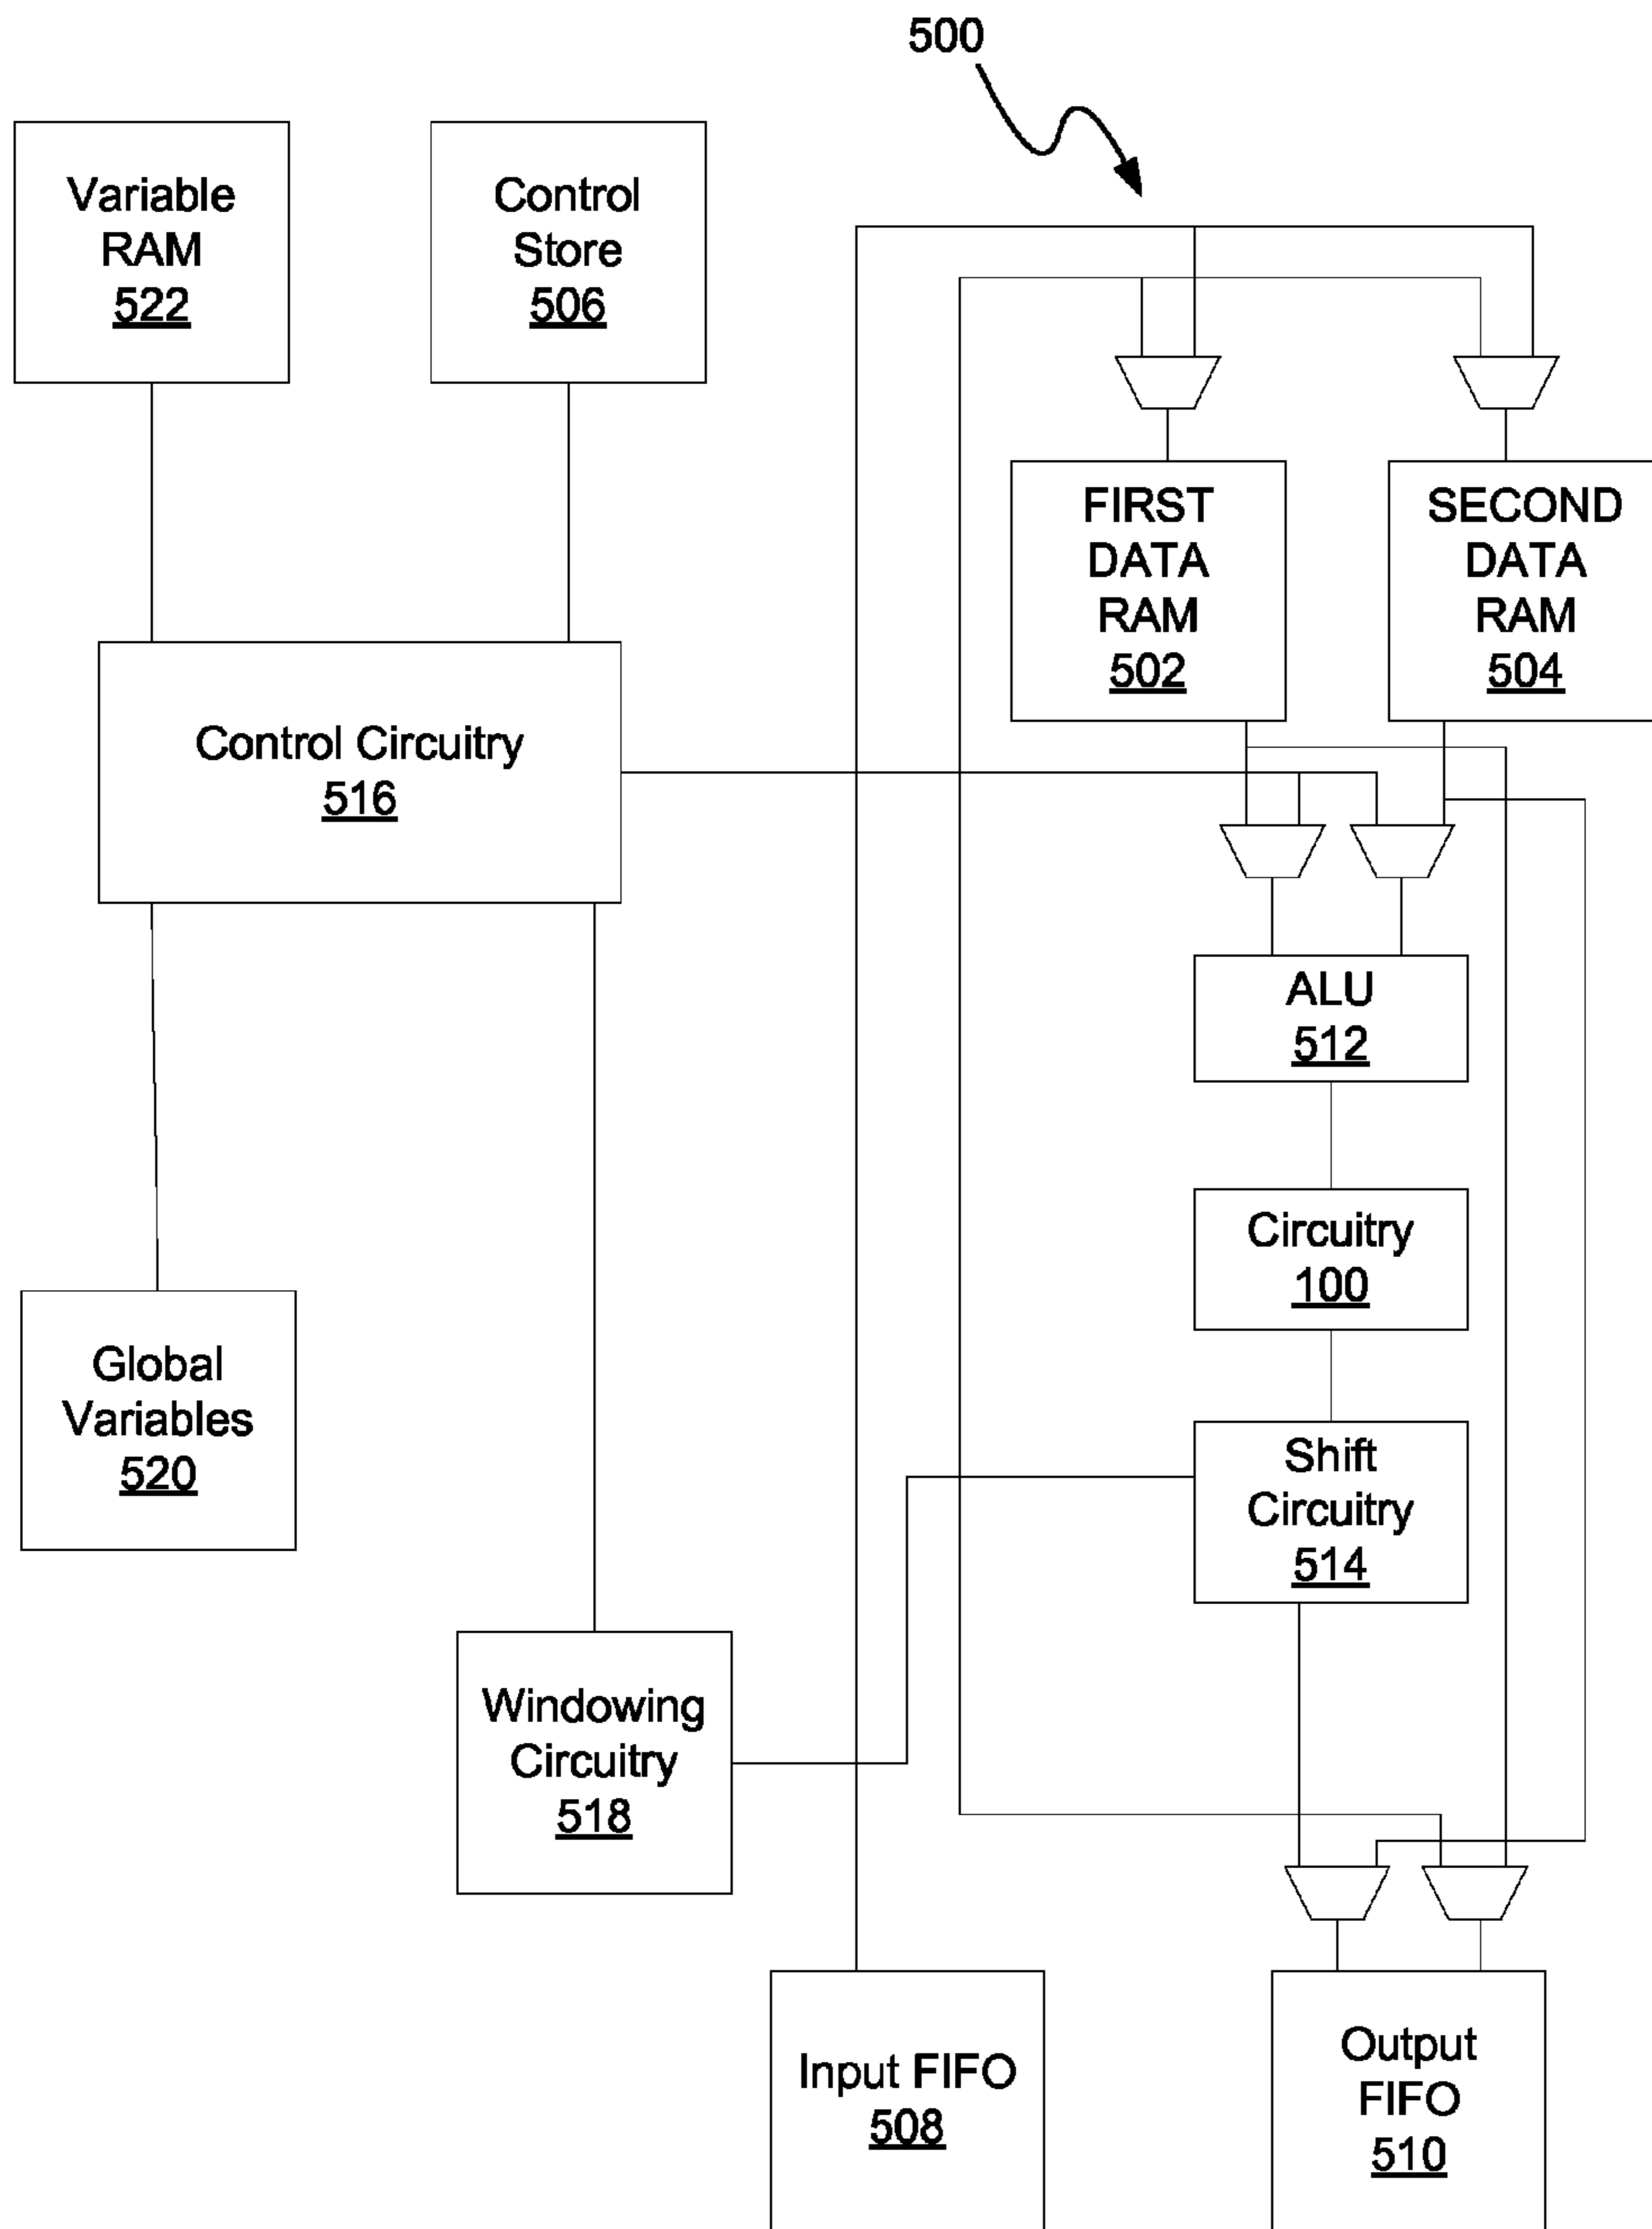 500
Variable
RAM
522
Control
Store
506
FIRST
DATA
RAM
502
SECOND
DATA
RAM
504
Control Circuitry
516
ALU
512
Circuitry
100
Global
Variables
520
Shift
Circuitry
514
Windowing
Circuitry
518
Input FIFO
508
Output
FIFO
510